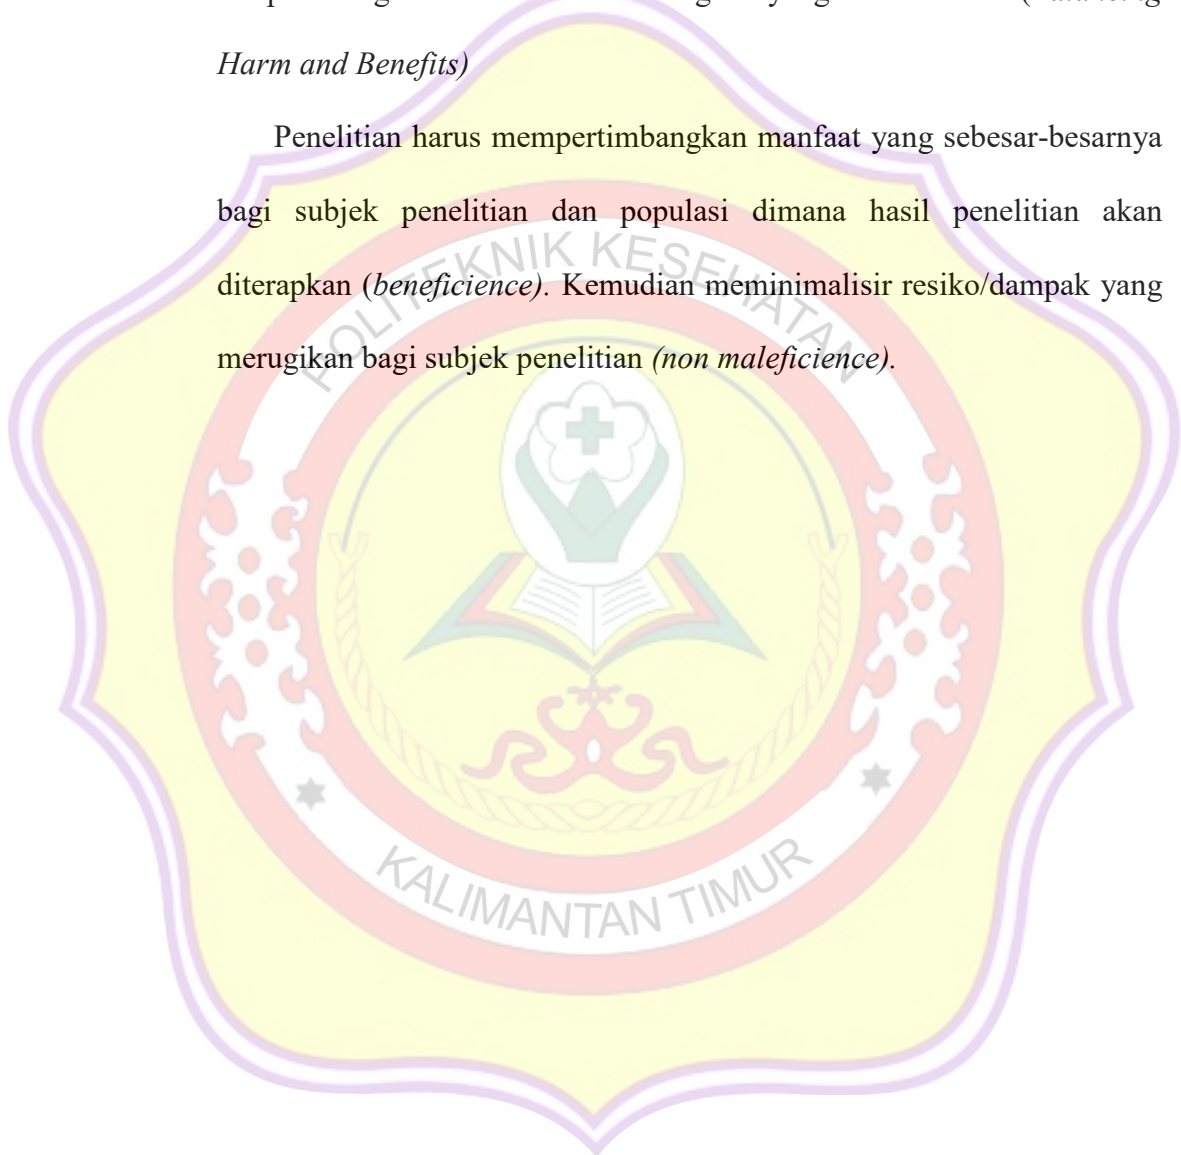 Harm and Benefits)
Penelitian harus mempertimbangkan manfaat yang sebesar-besarnya
bagi subjek penelitian dan populasi dimana hasil penelitian akan
diterapkan (beneficience). Kemudian meminimalisir resiko/dampak yang
merugikan bagi subjek penelitian (non maleficience).
POLITEKNIK KESEHATAN
KALIMANTAN TIMUR